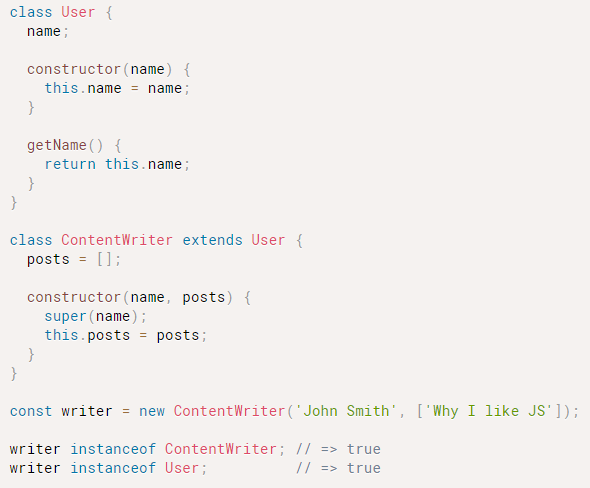 class User {
  name;

  constructor(name) {
    this.name = name;
  }

  getName() {
    return this.name;
  }
}

class ContentWriter extends User {
  posts = [];

  constructor(name, posts) {
    super(name);
    this.posts = posts;
  }
}

const writer = new ContentWriter('John Smith', ['Why I like JS']);

writer instanceof ContentWriter; // => true
writer instanceof User;          // => true